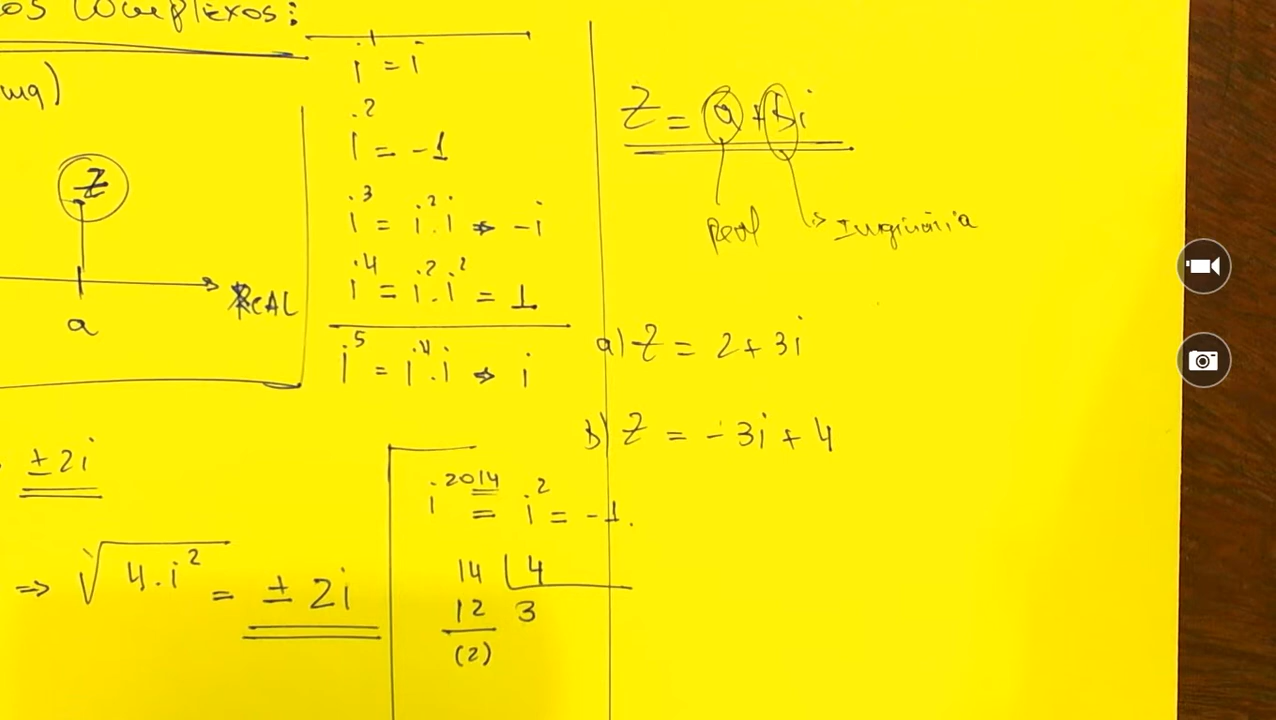 os Complexos:
mg)
Z
REAL
a
± 2i
=> √4.i² = ± 2i
i¹ = i
i² = -1
i³ = i².i => -i
i⁴ = i².i² = 1
i⁵ = i⁴.i => i
i²⁰¹⁴ = i² = -1.
14 | 4
12 3
(2)
Z = a + bi
Real
a) Z = 2 + 3i
b) Z = -3i + 4